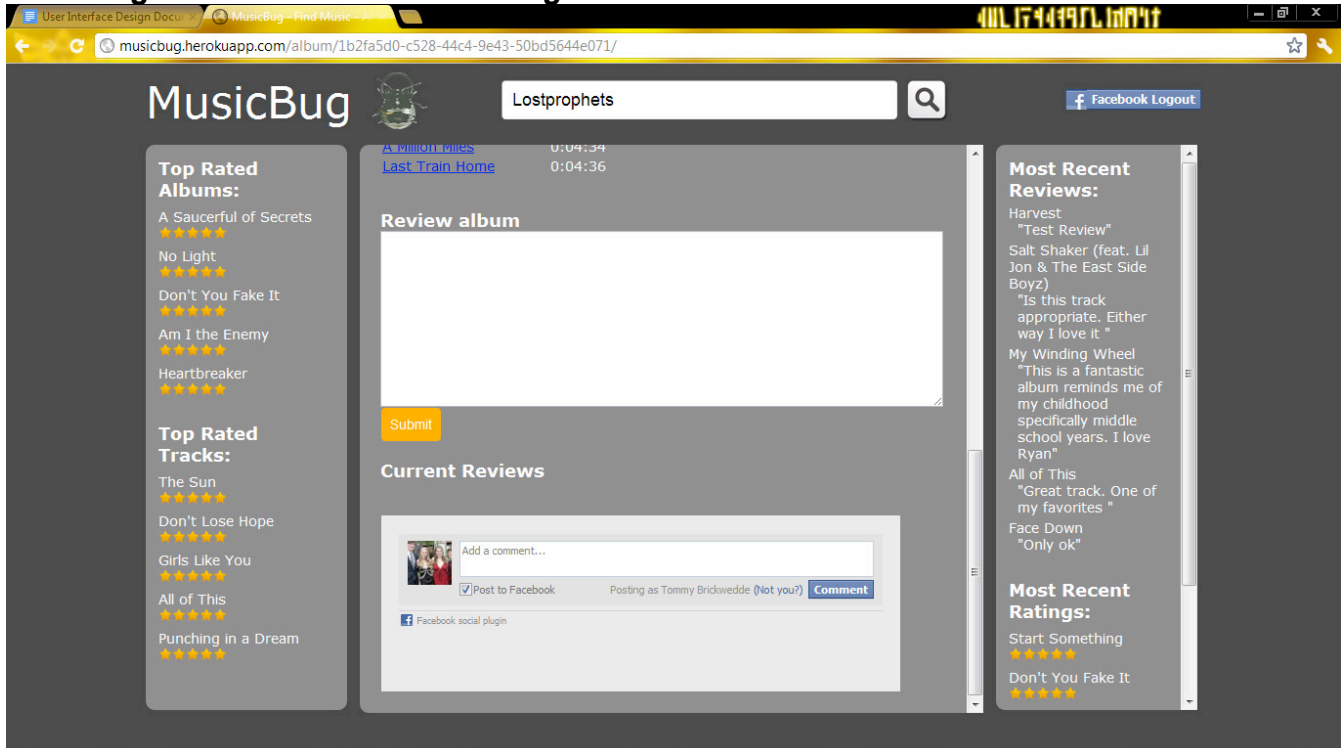 User Interface Design Docu
MusicBug - Find Music - A
musicbug.herokuapp.com/album/1b2fa5d0-c528-44c4-9e43-50bd5644e071/
MusicBug
Lostprophets
Facebook Logout
Top Rated
Albums:
A Saucerful of Secrets
No Light
Don't You Fake It
Am I the Enemy
Heartbreaker
Top Rated
Tracks:
The Sun
Don't Lose Hope
Girls Like You
All of This
Punching in a Dream
A Million Miles 0:04:34
Last Train Home 0:04:36
Review album
Submit
Current Reviews
Add a comment...
Post to Facebook Posting as Tommy Brickwedde (Not you?) Comment
Facebook social plugin
Most Recent
Reviews:
Harvest
"Test Review"
Salt Shaker (feat. Lil
Jon & The East Side
Boyz)
"Is this track
appropriate. Either
way I love it "
My Winding Wheel
"This is a fantastic
album reminds me of
my childhood
specifically middle
school years. I love
Ryan"
All of This
"Great track. One of
my favorites "
Face Down
"Only ok"
Most Recent
Ratings:
Start Something
Don't You Fake It